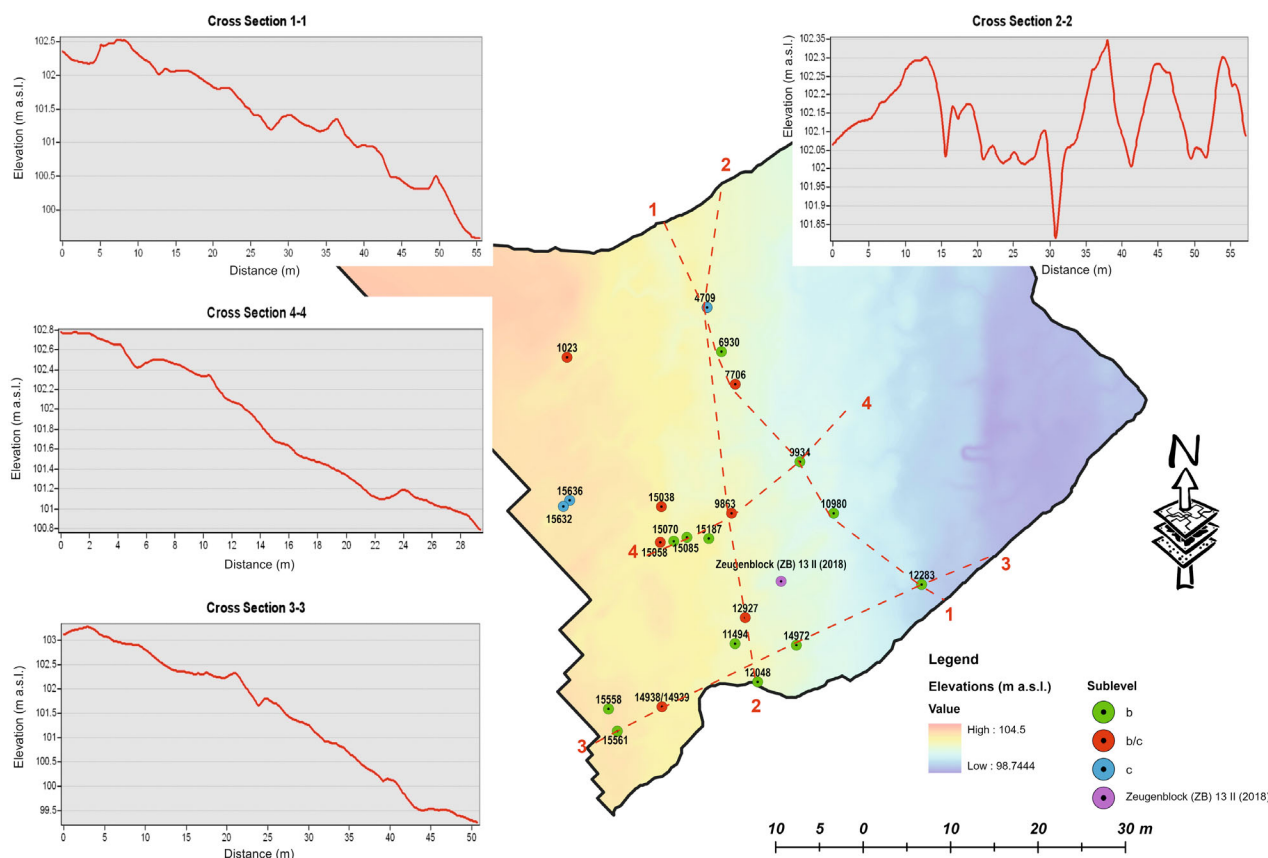 Cross Section 1-1
Elevation (m a.s.l.)
102.5
102
101.5
101
100.5
100
0 5 10 15 20 25 30 35 40 45 50 55
Distance (m)
Cross Section 2-2
Elevation (m a.s.l.)
102.35
102.3
102.25
102.2
102.15
102.1
102.05
102
101.95
101.9
101.85
0 5 10 15 20 25 30 35 40 45 50 55
Distance (m)
Cross Section 4-4
Elevation (m a.s.l.)
102.8
102.6
102.4
102.2
102
101.8
101.6
101.4
101.2
101
100.8
0 2 4 6 8 10 12 14 16 18 20 22 24 26 28
Distance (m)
Cross Section 3-3
Elevation (m a.s.l.)
103
102.5
102
101.5
101
100.5
100
99.5
0 5 10 15 20 25 30 35 40 45 50
Distance (m)
2
1
4709
6930
1023
7706
4
9934
15636
15632
15038
9863
10980
15070
15187
4
15058
15085
3
Zeugenblock (ZB) 13 II (2018)
12283
1
12927
11494
14972
12048
2
15558
14938/14939
3
15561
N
Legend
Elevations (m a.s.l.)
Value
High : 104.5
Low : 98.7444
Sublevel
b
b/c
c
Zeugenblock (ZB) 13 II (2018)
10 5 0 10 20 30 m